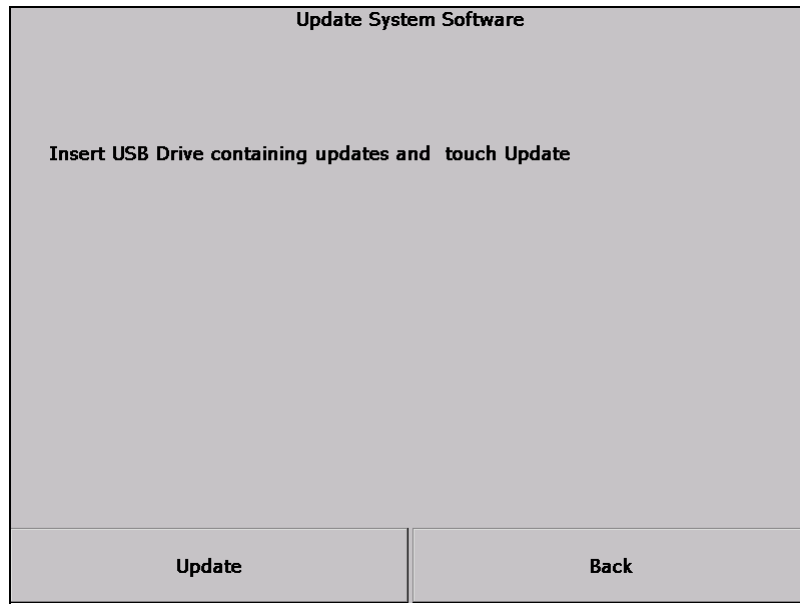 Update System Software
Insert USB Drive containing updates and  touch Update
Update
Back